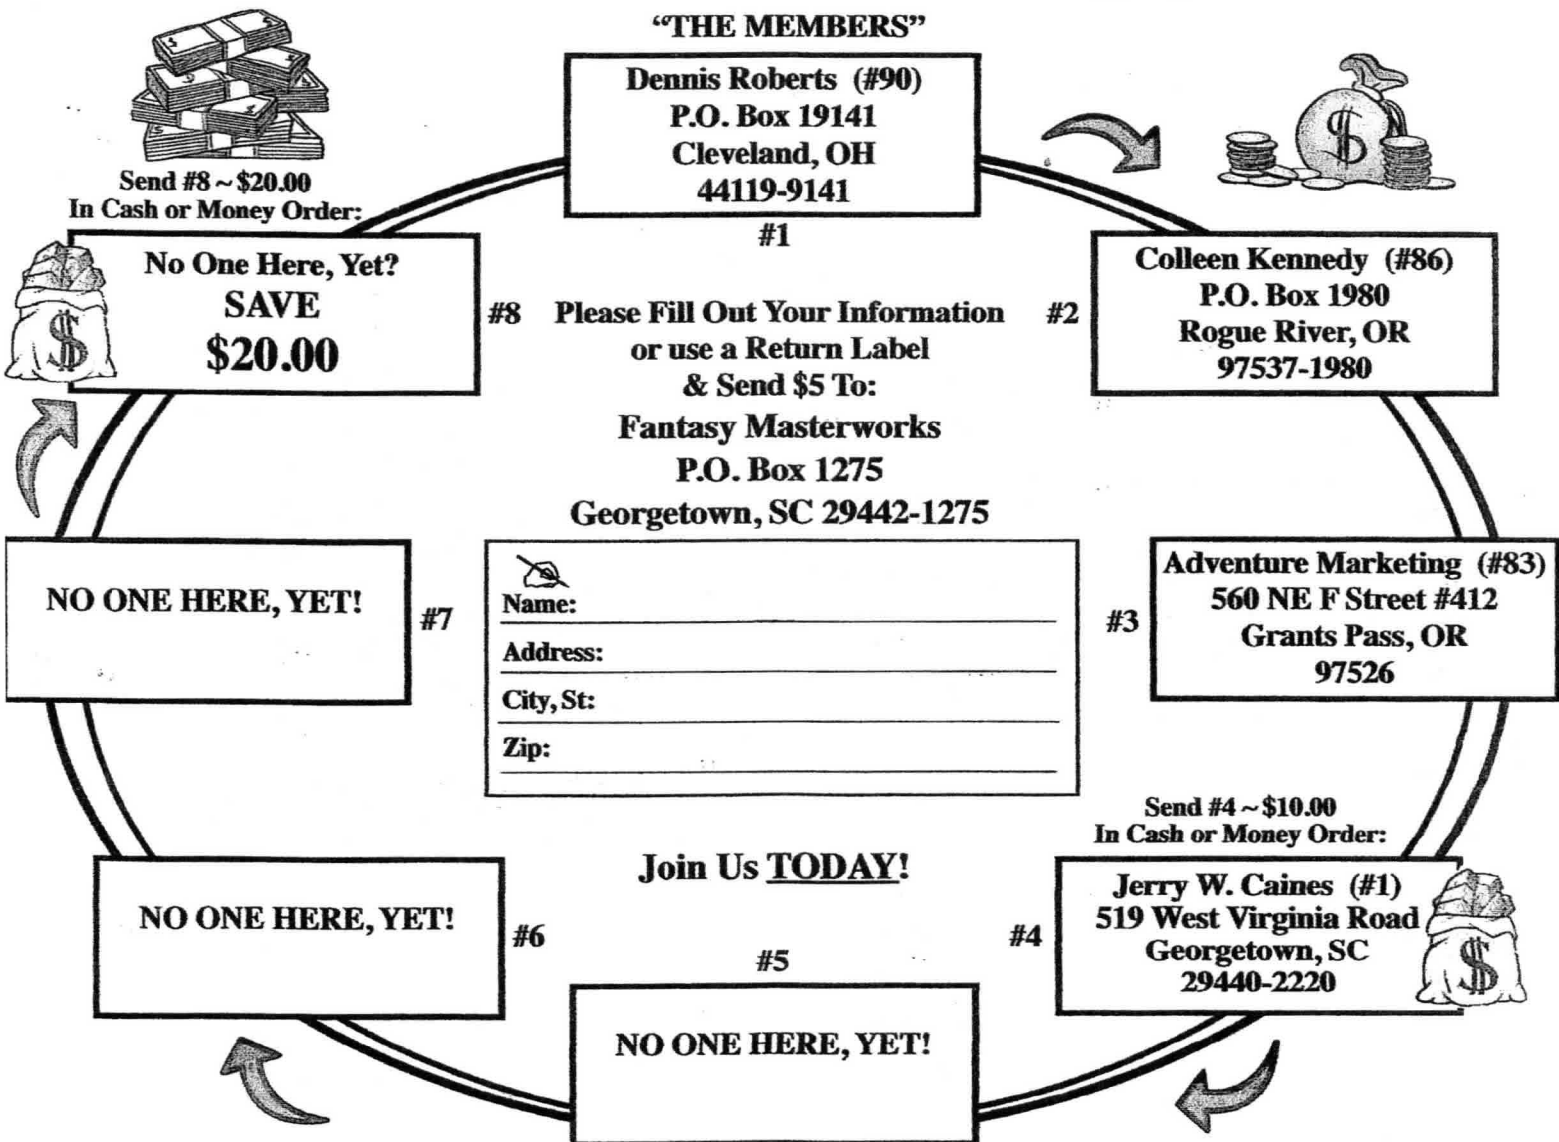 “THE MEMBERS”
Dennis Roberts (#90)
P.O. Box 19141
Cleveland, OH
44119-9141
#1
Send #8 ~ $20.00
In Cash or Money Order:
No One Here, Yet?
SAVE
$20.00
#8
Please Fill Out Your Information
or use a Return Label
& Send $5 To:
Fantasy Masterworks
P.O. Box 1275
Georgetown, SC 29442-1275
#2
Colleen Kennedy (#86)
P.O. Box 1980
Rogue River, OR
97537-1980
NO ONE HERE, YET!
#7
Name:
Address:
City, St:
Zip:
#3
Adventure Marketing (#83)
560 NE F Street #412
Grants Pass, OR
97526
Send #4 ~ $10.00
In Cash or Money Order:
Jerry W. Caines (#1)
519 West Virginia Road
Georgetown, SC
29440-2220
#4
Join Us TODAY!
NO ONE HERE, YET!
#6
#5
NO ONE HERE, YET!